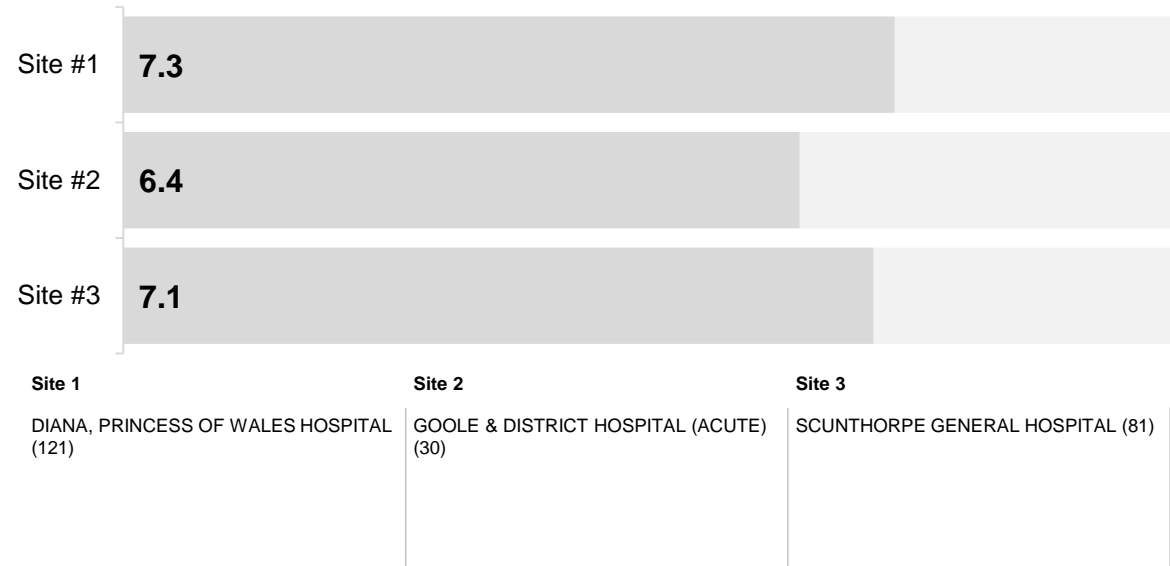 Site #1 7.3
Site #2 6.4
Site #3 7.1
Site 1 Site 2 Site 3
DIANA, PRINCESS OF WALES HOSPITAL
(121)
GOOLE & DISTRICT HOSPITAL (ACUTE)
(30)
SCUNTHORPE GENERAL HOSPITAL (81)